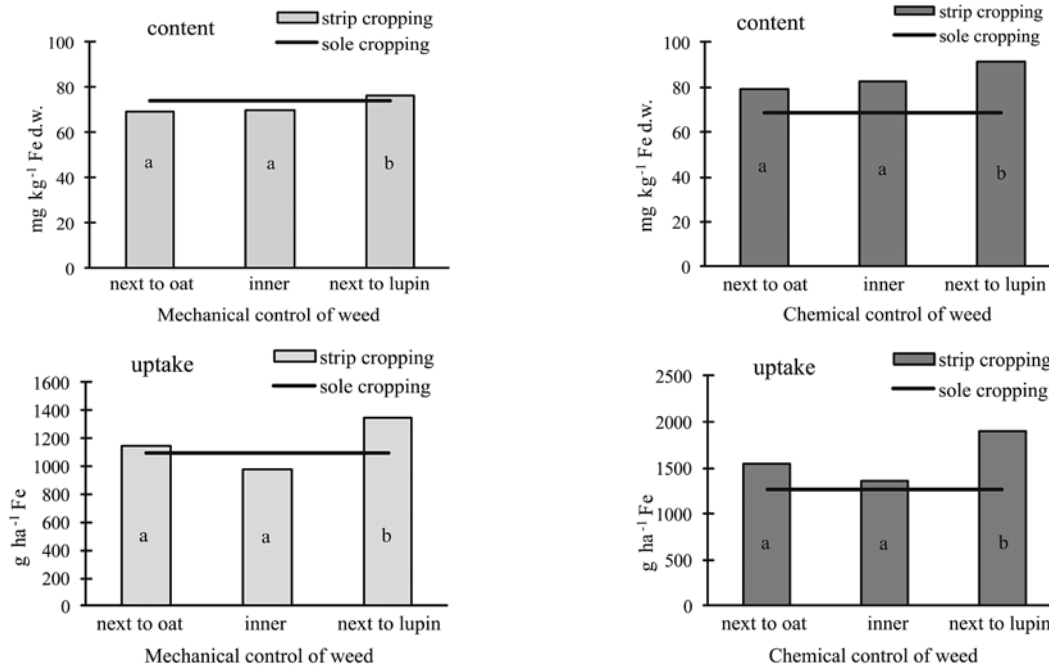 content
strip cropping
sole cropping
100
80
60
40
20
0
mg kg⁻¹ Fe d.w.
a
a
b
next to oat inner next to lupin
Mechanical control of weed
content
strip cropping
sole cropping
100
80
60
40
20
0
mg kg⁻¹ Fe d.w.
a
a
b
next to oat inner next to lupin
Chemical control of weed
uptake
strip cropping
sole cropping
1600
1400
1200
1000
800
600
400
200
0
g ha⁻¹ Fe
a
a
b
next to oat inner next to lupin
Mechanical control of weed
uptake
strip cropping
sole cropping
2500
2000
1500
1000
500
0
g ha⁻¹ Fe
a
a
b
next to oat inner next to lupin
Chemical control of weed